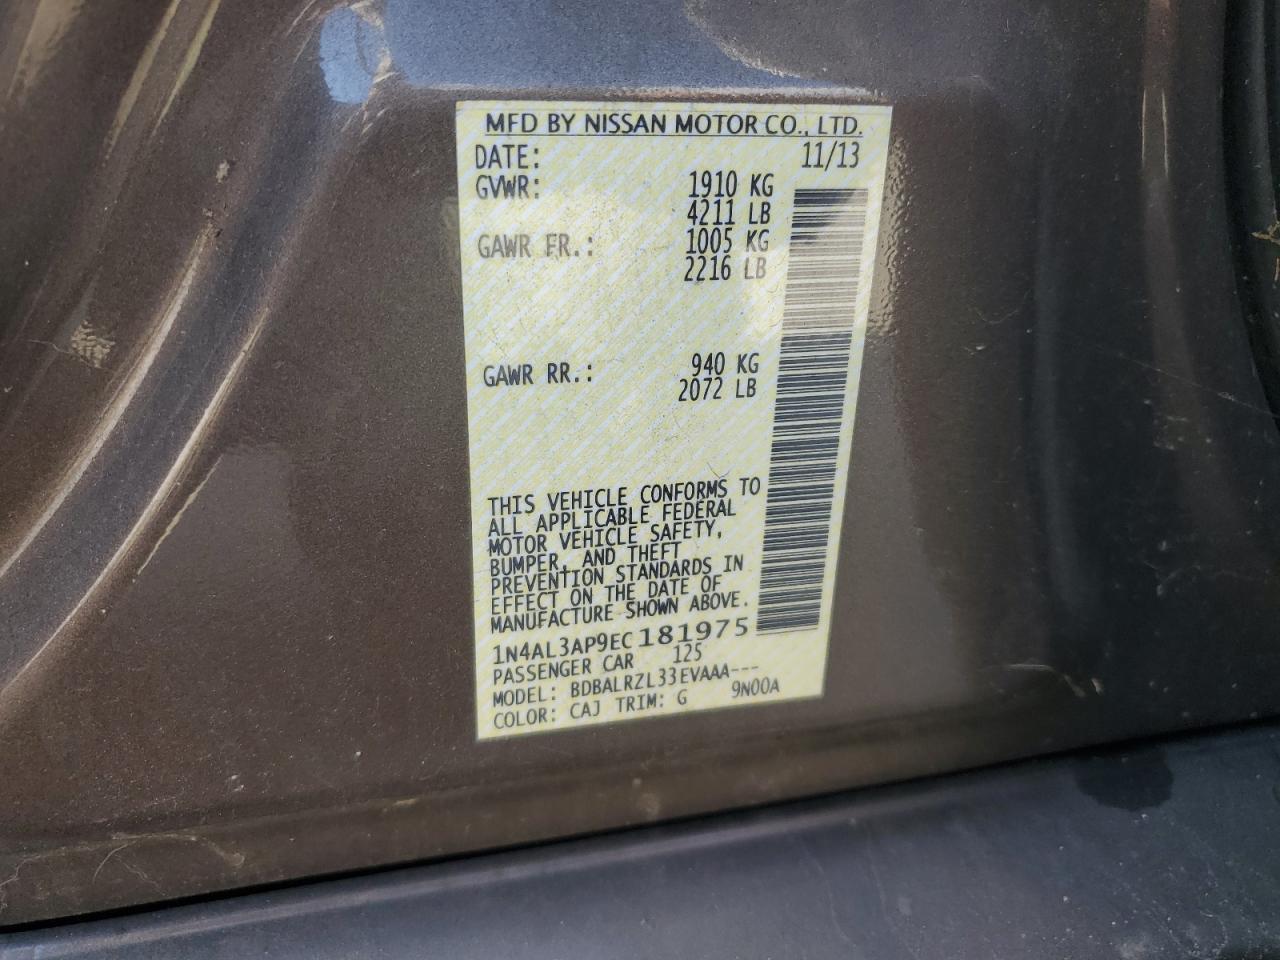 MFD BY NISSAN MOTOR CO., LTD.
DATE: 11/13
GVWR: 1910 KG
4211 LB
GAWR FR.: 1005 KG
2216 LB
GAWR RR.: 940 KG
2072 LB
THIS VEHICLE CONFORMS TO
ALL APPLICABLE FEDERAL
MOTOR VEHICLE SAFETY,
BUMPER, AND THEFT
PREVENTION STANDARDS IN
EFFECT ON THE DATE OF
MANUFACTURE SHOWN ABOVE.
1N4AL3AP9EC181975
PASSENGER CAR 125
MODEL: BDBALRZL33EVAAA---
COLOR: CAJ TRIM: G 9N00A